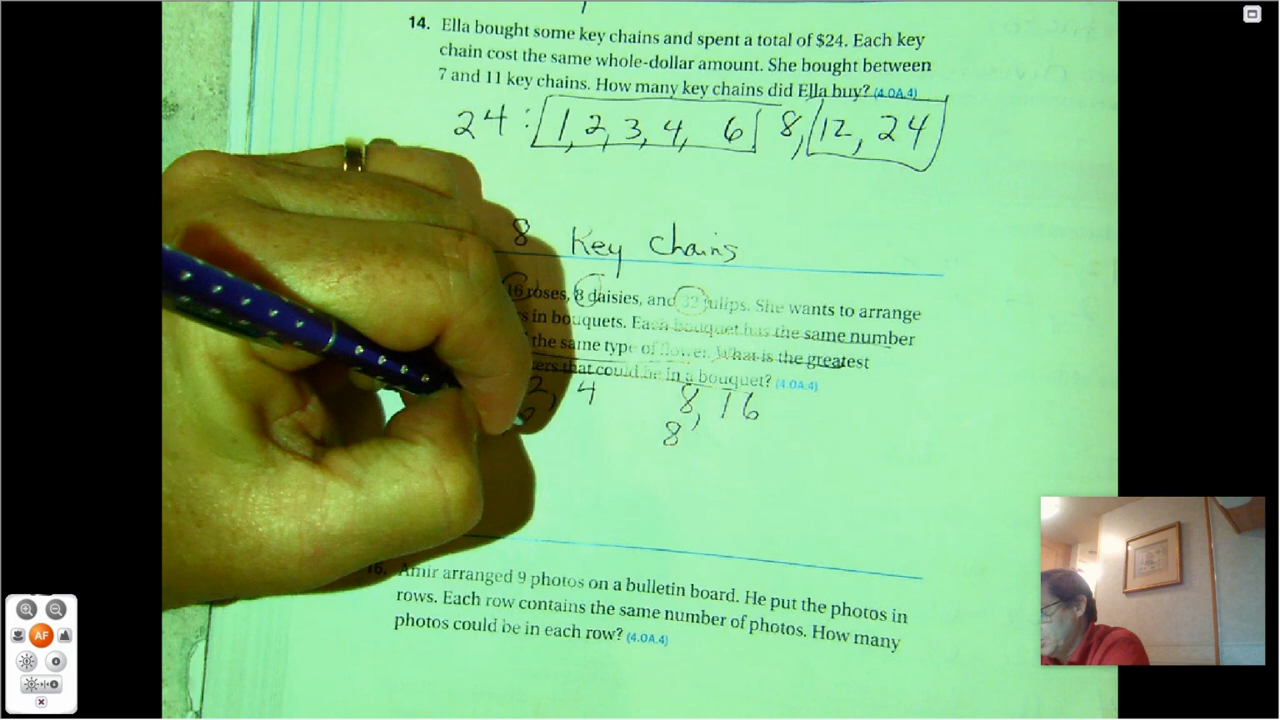 14. Ella bought some key chains and spent a total of $24. Each key
chain cost the same whole-dollar amount. She bought between
7 and 11 key chains. How many key chains did Ella buy? (4.OA.4)
24 : 1, 2, 3, 4, 6 8, 12, 24
8 Key Chains
16 roses, 8 daisies, and 32 tulips. She wants to arrange
in bouquets. Each bouquet has the same number
the same type of flower. What is the greatest
that could be in a bouquet? (4.OA.4)
2, 4 8, 16
8
16. Amir arranged 9 photos on a bulletin board. He put the photos in
rows. Each row contains the same number of photos. How many
photos could be in each row? (4.OA.4)
AF